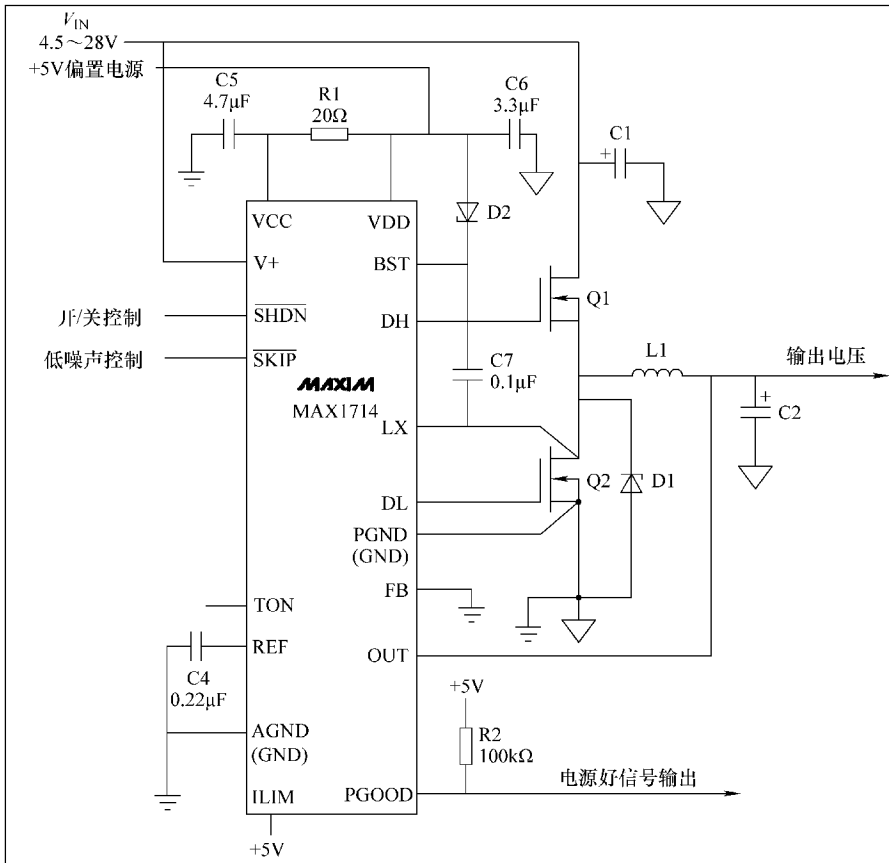 VIN
4.5～28V
+5V偏置电源
C5
4.7μF
R1
20Ω
C6
3.3μF
C1
+
VCC
VDD
D2
V+
BST
开/关控制
SHDN
DH
Q1
低噪声控制
SKIP
C7
0.1μF
L1
输出电压
MAXIM
MAX1714
+
C2
LX
Q2
D1
DL
PGND
(GND)
FB
TON
REF
OUT
C4
0.22μF
+5V
R2
100kΩ
AGND
(GND)
电源好信号输出
ILIM
PGOOD
+5V